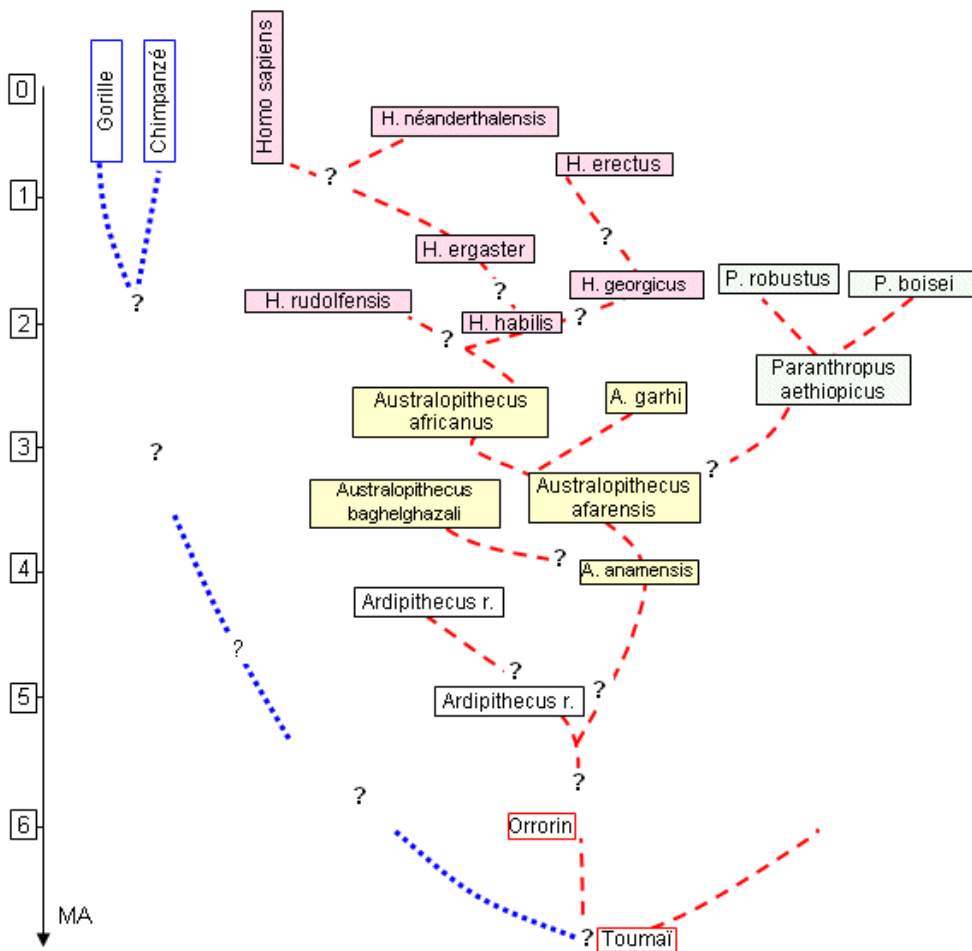 Gorille
Chimpanzé
Homo sapiens
0
H. néanderthalensis
H. erectus
?
1
H. ergaster
?
P. robustus
P. boisei
H. georgicus
?
H. rudolfensis
?
2
H. habilis
?
?
Paranthropus
aethiopicus
Australopithecus
africanus
A. garhi
3
?
?
Australopithecus
baghelghazali
Australopithecus
afarensis
4
?
A. anamensis
Ardipithecus r.
?
?
?
5
Ardipithecus r.
?
?
6
Orrorin
MA
?
Toumaï